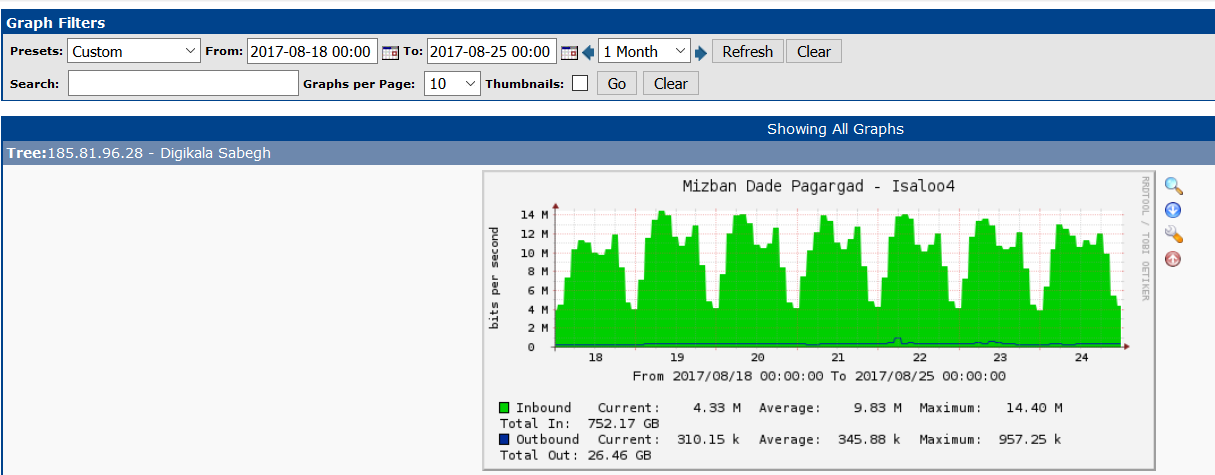 Graph Filters
Presets: Custom From: 2017-08-18 00:00 To: 2017-08-25 00:00 1 Month Refresh Clear
Search: Graphs per Page: 10 Thumbnails: Go Clear
Showing All Graphs
Tree:185.81.96.28 - Digikala Sabegh
Mizban Dade Pagargad - Isaloo4
RRDTOOL / TOBI OETIKER
bits per second
14 M
12 M
10 M
8 M
6 M
4 M
2 M
0
18 19 20 21 22 23 24
From 2017/08/18 00:00:00 To 2017/08/25 00:00:00
Inbound Current: 4.33 M Average: 9.83 M Maximum: 14.40 M
Total In: 752.17 GB
Outbound Current: 310.15 k Average: 345.88 k Maximum: 957.25 k
Total Out: 26.46 GB